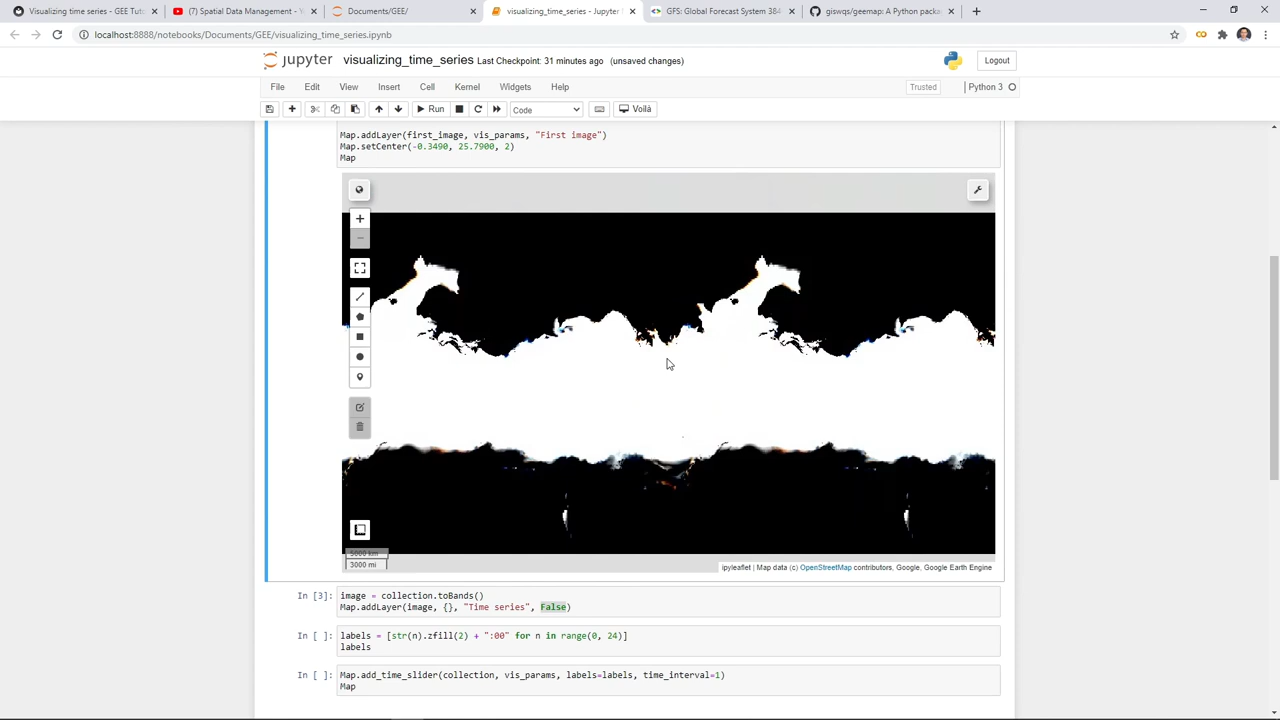 Visualizing time series - GEE Tuto
(7) Spatial Data Management - Yo
Documents/GEE/
visualizing_time_series - Jupyter
GFS: Global Forecast System 384
giswqs/geemap: A Python packa
localhost:8888/notebooks/Documents/GEE/visualizing_time_series.ipynb
jupyter visualizing_time_series Last Checkpoint: 31 minutes ago (unsaved changes)
Logout
File Edit View Insert Cell Kernel Widgets Help
Trusted
Python 3
Run
Code
Voilà
Map.addLayer(first_image, vis_params, "First image")
Map.setCenter(-0.3490, 25.7900, 2)
Map
5000 km
3000 mi
ipyleaflet | Map data (c) OpenStreetMap contributors, Google, Google Earth Engine
In [3]: image = collection.toBands()
Map.addLayer(image, {}, "Time series", False)
In [ ]: labels = [str(n).zfill(2) + ":00" for n in range(0, 24)]
labels
In [ ]: Map.add_time_slider(collection, vis_params, labels=labels, time_interval=1)
Map